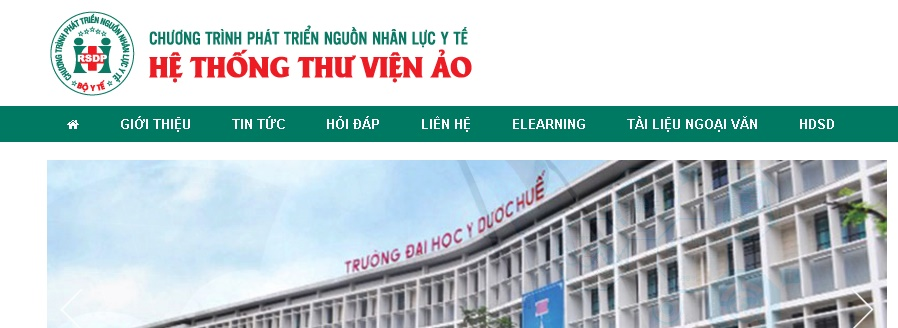 CHƯƠNG TRÌNH PHÁT TRIỂN NGUỒN NHÂN LỰC Y TẾ
RSDP
BỘ Y TẾ
CHƯƠNG TRÌNH PHÁT TRIỂN NGUỒN NHÂN LỰC Y TẾ
HỆ THỐNG THƯ VIỆN ẢO
GIỚI THIỆU TIN TỨC HỎI ĐÁP LIÊN HỆ ELEARNING TÀI LIỆU NGOẠI VĂN HDSD
TRƯỜNG ĐẠI HỌC Y DƯỢC HUẾ